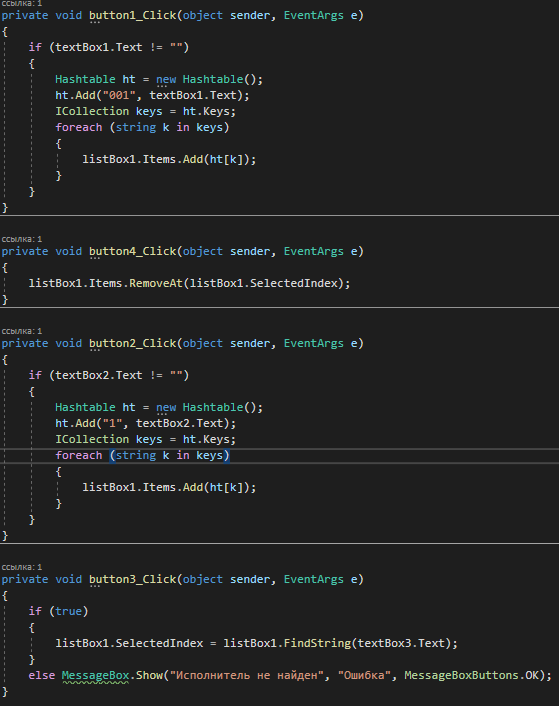 ссылка: 1
private void button1_Click(object sender, EventArgs e)
{
if (textBox1.Text != "")
{
Hashtable ht = new Hashtable();
ht.Add("001", textBox1.Text);
ICollection keys = ht.Keys;
foreach (string k in keys)
{
listBox1.Items.Add(ht[k]);
}
}
}
ссылка: 1
private void button4_Click(object sender, EventArgs e)
{
listBox1.Items.RemoveAt(listBox1.SelectedIndex);
}
ссылка: 1
private void button2_Click(object sender, EventArgs e)
{
if (textBox2.Text != "")
{
Hashtable ht = new Hashtable();
ht.Add("1", textBox2.Text);
ICollection keys = ht.Keys;
foreach (string k in keys)
{
listBox1.Items.Add(ht[k]);
}
}
}
ссылка: 1
private void button3_Click(object sender, EventArgs e)
{
if (true)
{
listBox1.SelectedIndex = listBox1.FindString(textBox3.Text);
}
else MessageBox.Show("Исполнитель не найден", "Ошибка", MessageBoxButtons.OK);
}